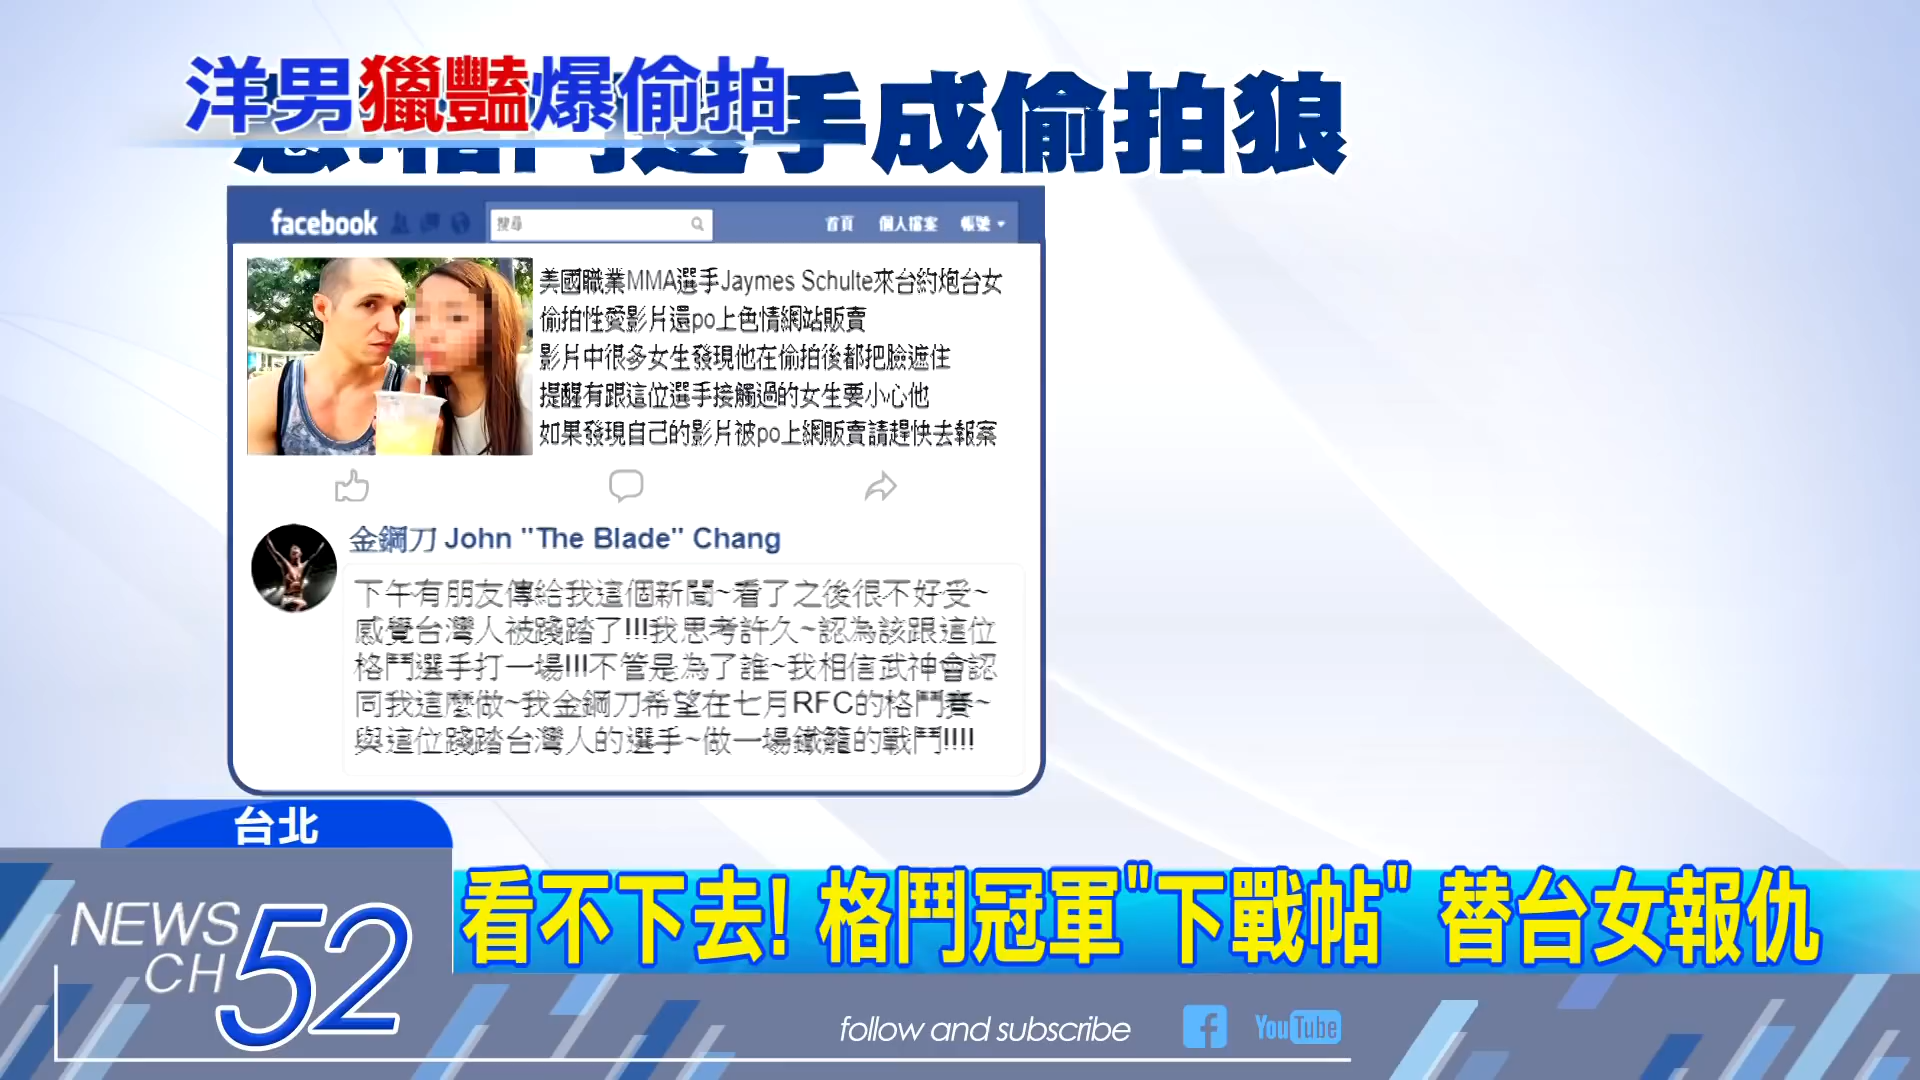 洋男獵豔爆偷拍
手成偷拍狼
facebook 搜尋 首頁 個人檔案 帳號
美國職業MMA選手Jaymes Schulte來台約炮台女
偷拍性愛影片還po上色情網站販賣
影片中很多女生發現他在偷拍後都把臉遮住
提醒有跟這位選手接觸過的女生要小心他
如果發現自己的影片被po上網販賣請趕快去報案
金鋼刀 John "The Blade" Chang
下午有朋友傳給我這個新聞~看了之後很不好受~
感覺台灣人被踐踏了!!!我思考許久~認為該跟這位
格鬥選手打一場!!!不管是為了誰~我相信武神會認
同我這麼做~我金鋼刀希望在七月RFC的格鬥賽~
與這位踐踏台灣人的選手~做一場鐵籠的戰鬥!!!!
台北
看不下去! 格鬥冠軍"下戰帖" 替台女報仇
NEWS
CH 52
follow and subscribe
YouTube